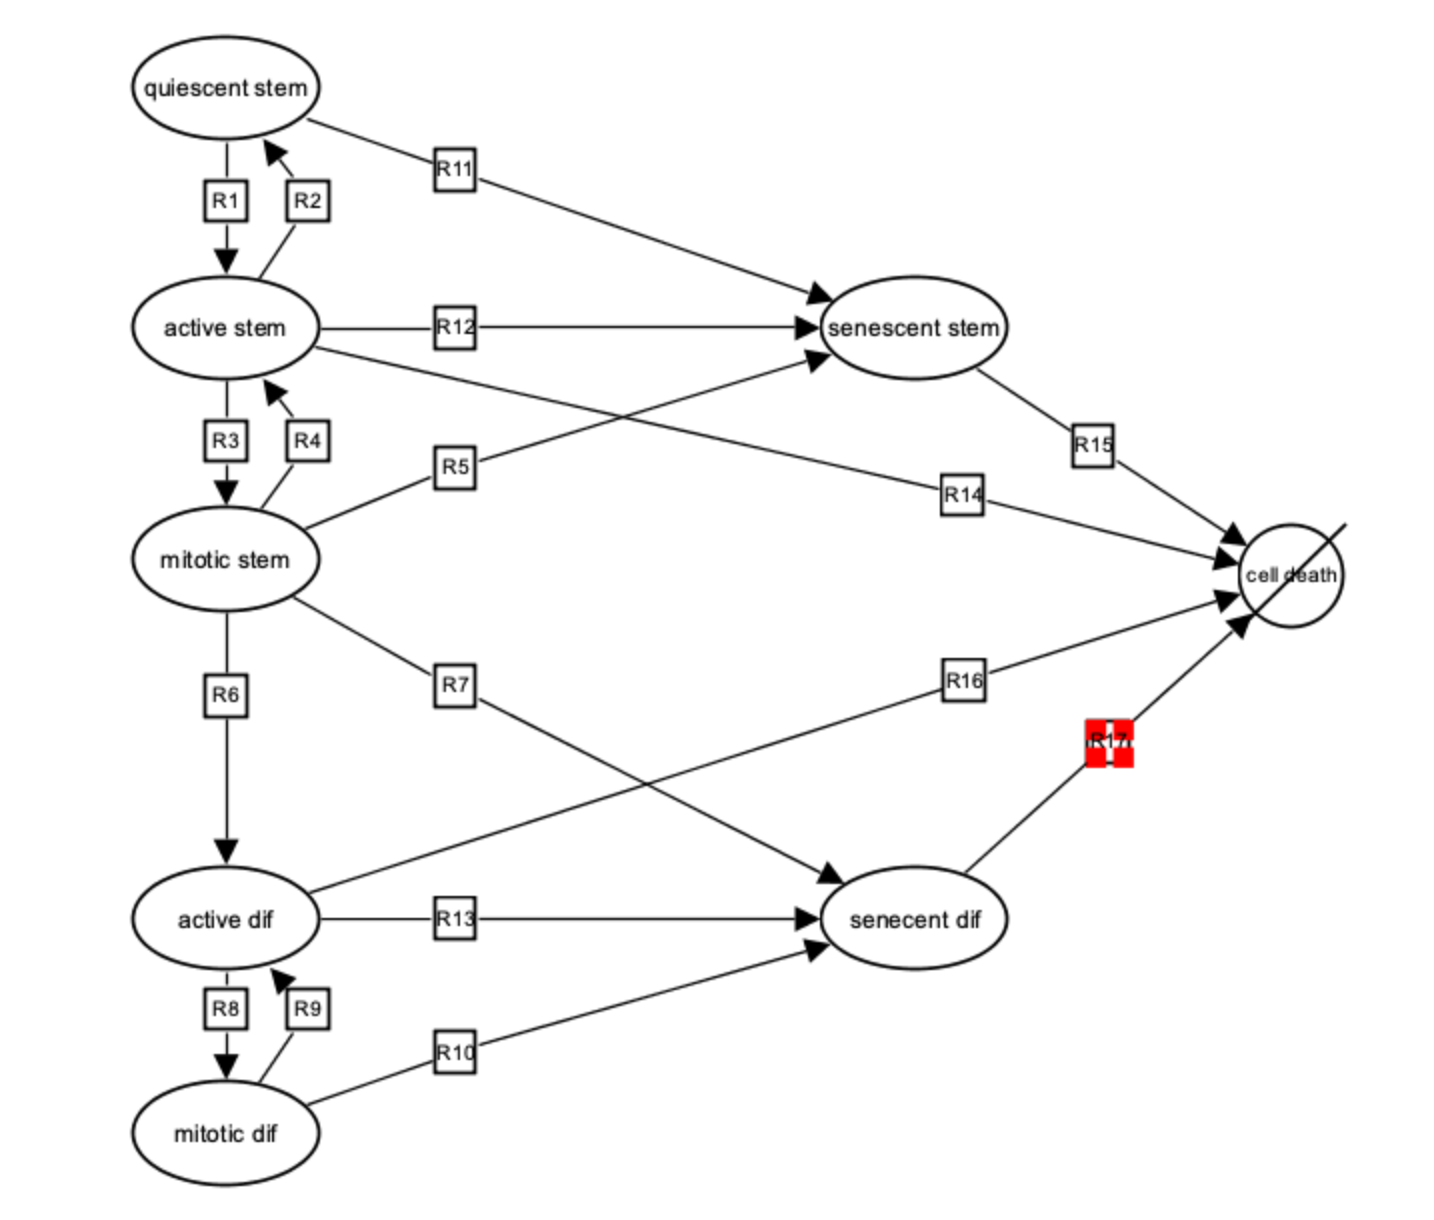 quiescent stem
R11
R1
R2
active stem
R12
senescent stem
R3
R4
R5
R15
R14
mitotic stem
cell death
R6
R7
R16
R17
active dif
R13
senecent dif
R8
R9
R10
mitotic dif